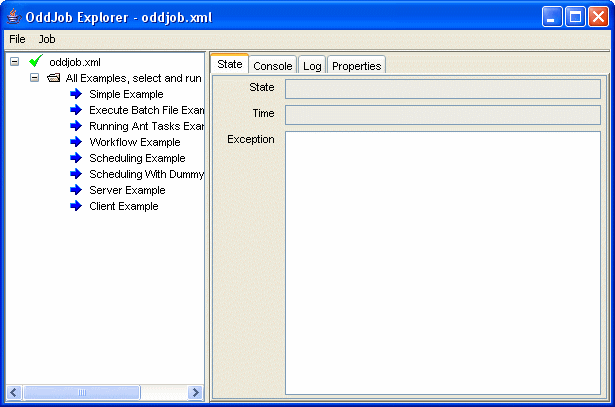 OddJob Explorer - oddjob.xml
File Job
oddjob.xml
All Examples, select and run
Simple Example
Execute Batch File Example
Running Ant Tasks Exar
Workflow Example
Scheduling Example
Scheduling With Dummy
Server Example
Client Example
State Console Log Properties
State
Time
Exception